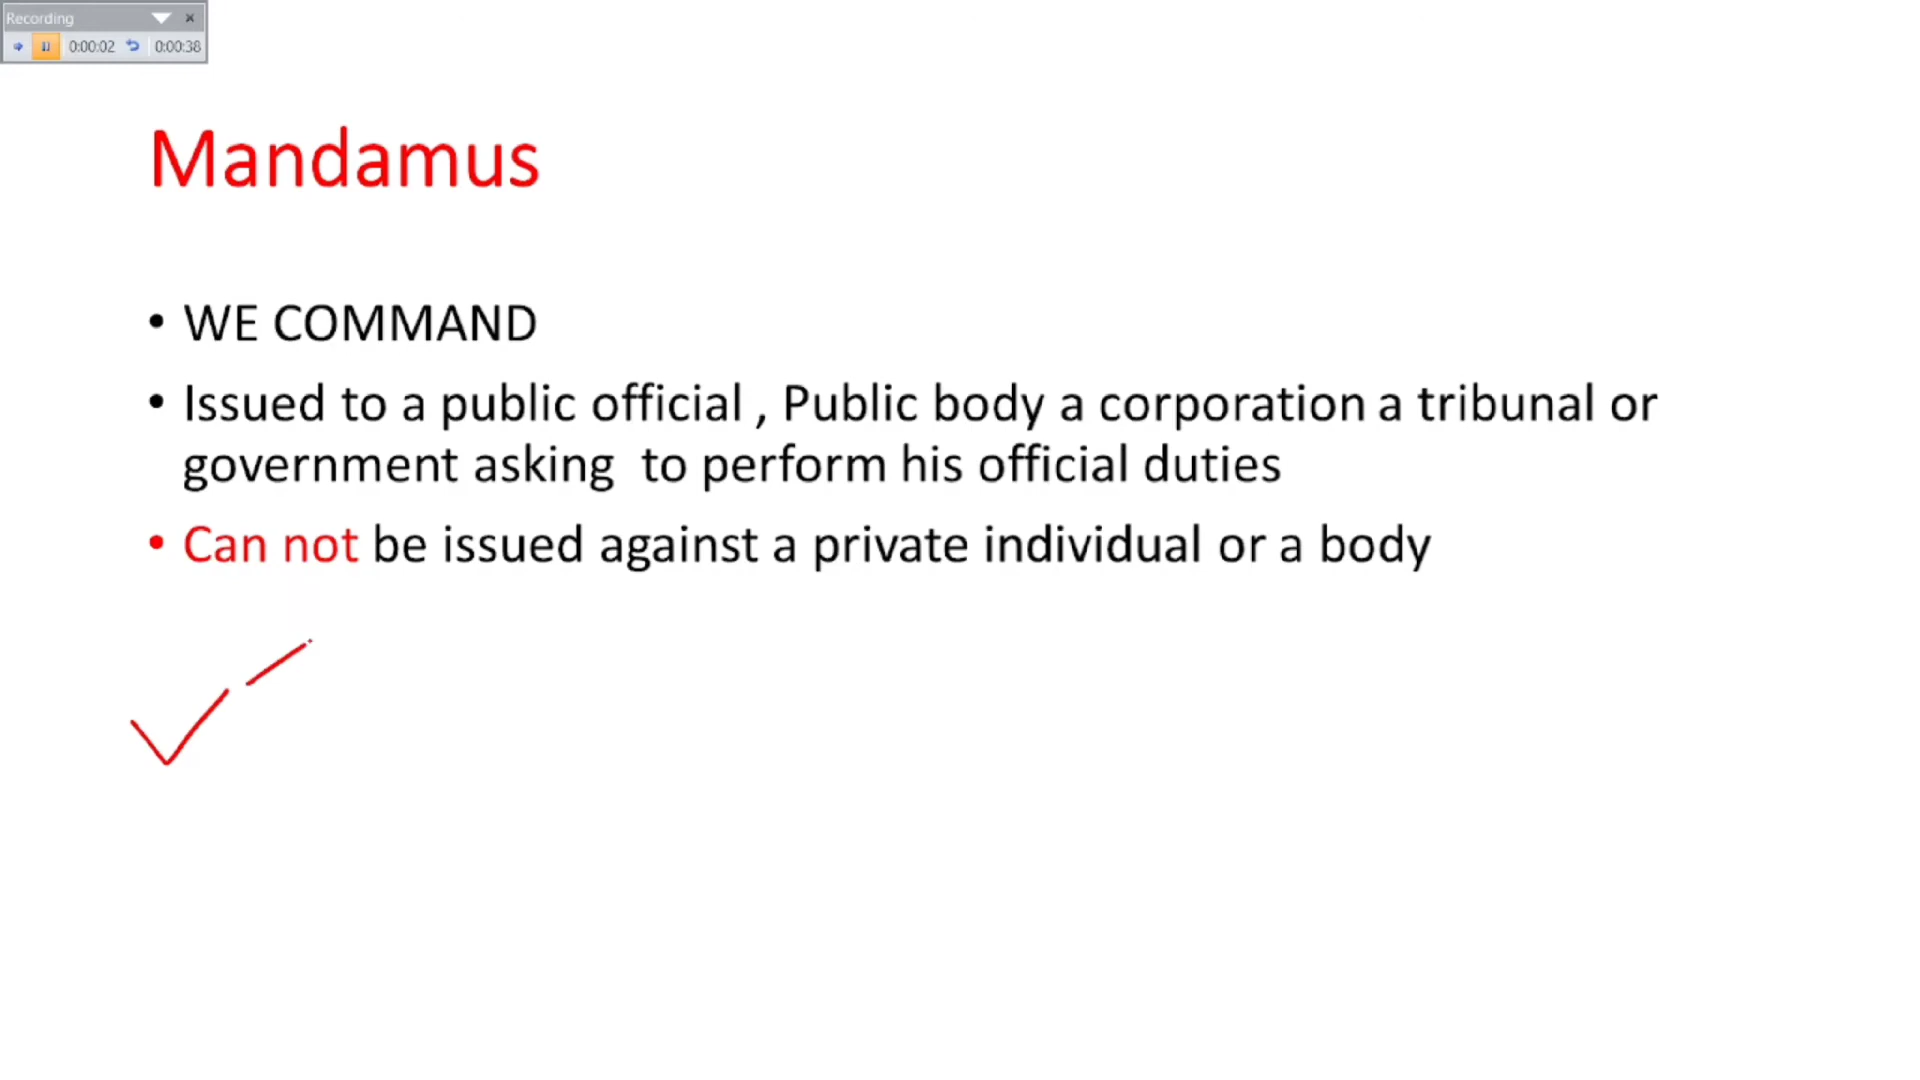 Recording
0:00:02 0:00:38
Mandamus
• WE COMMAND
• Issued to a public official , Public body a corporation a tribunal or
government asking  to perform his official duties
• Can not be issued against a private individual or a body